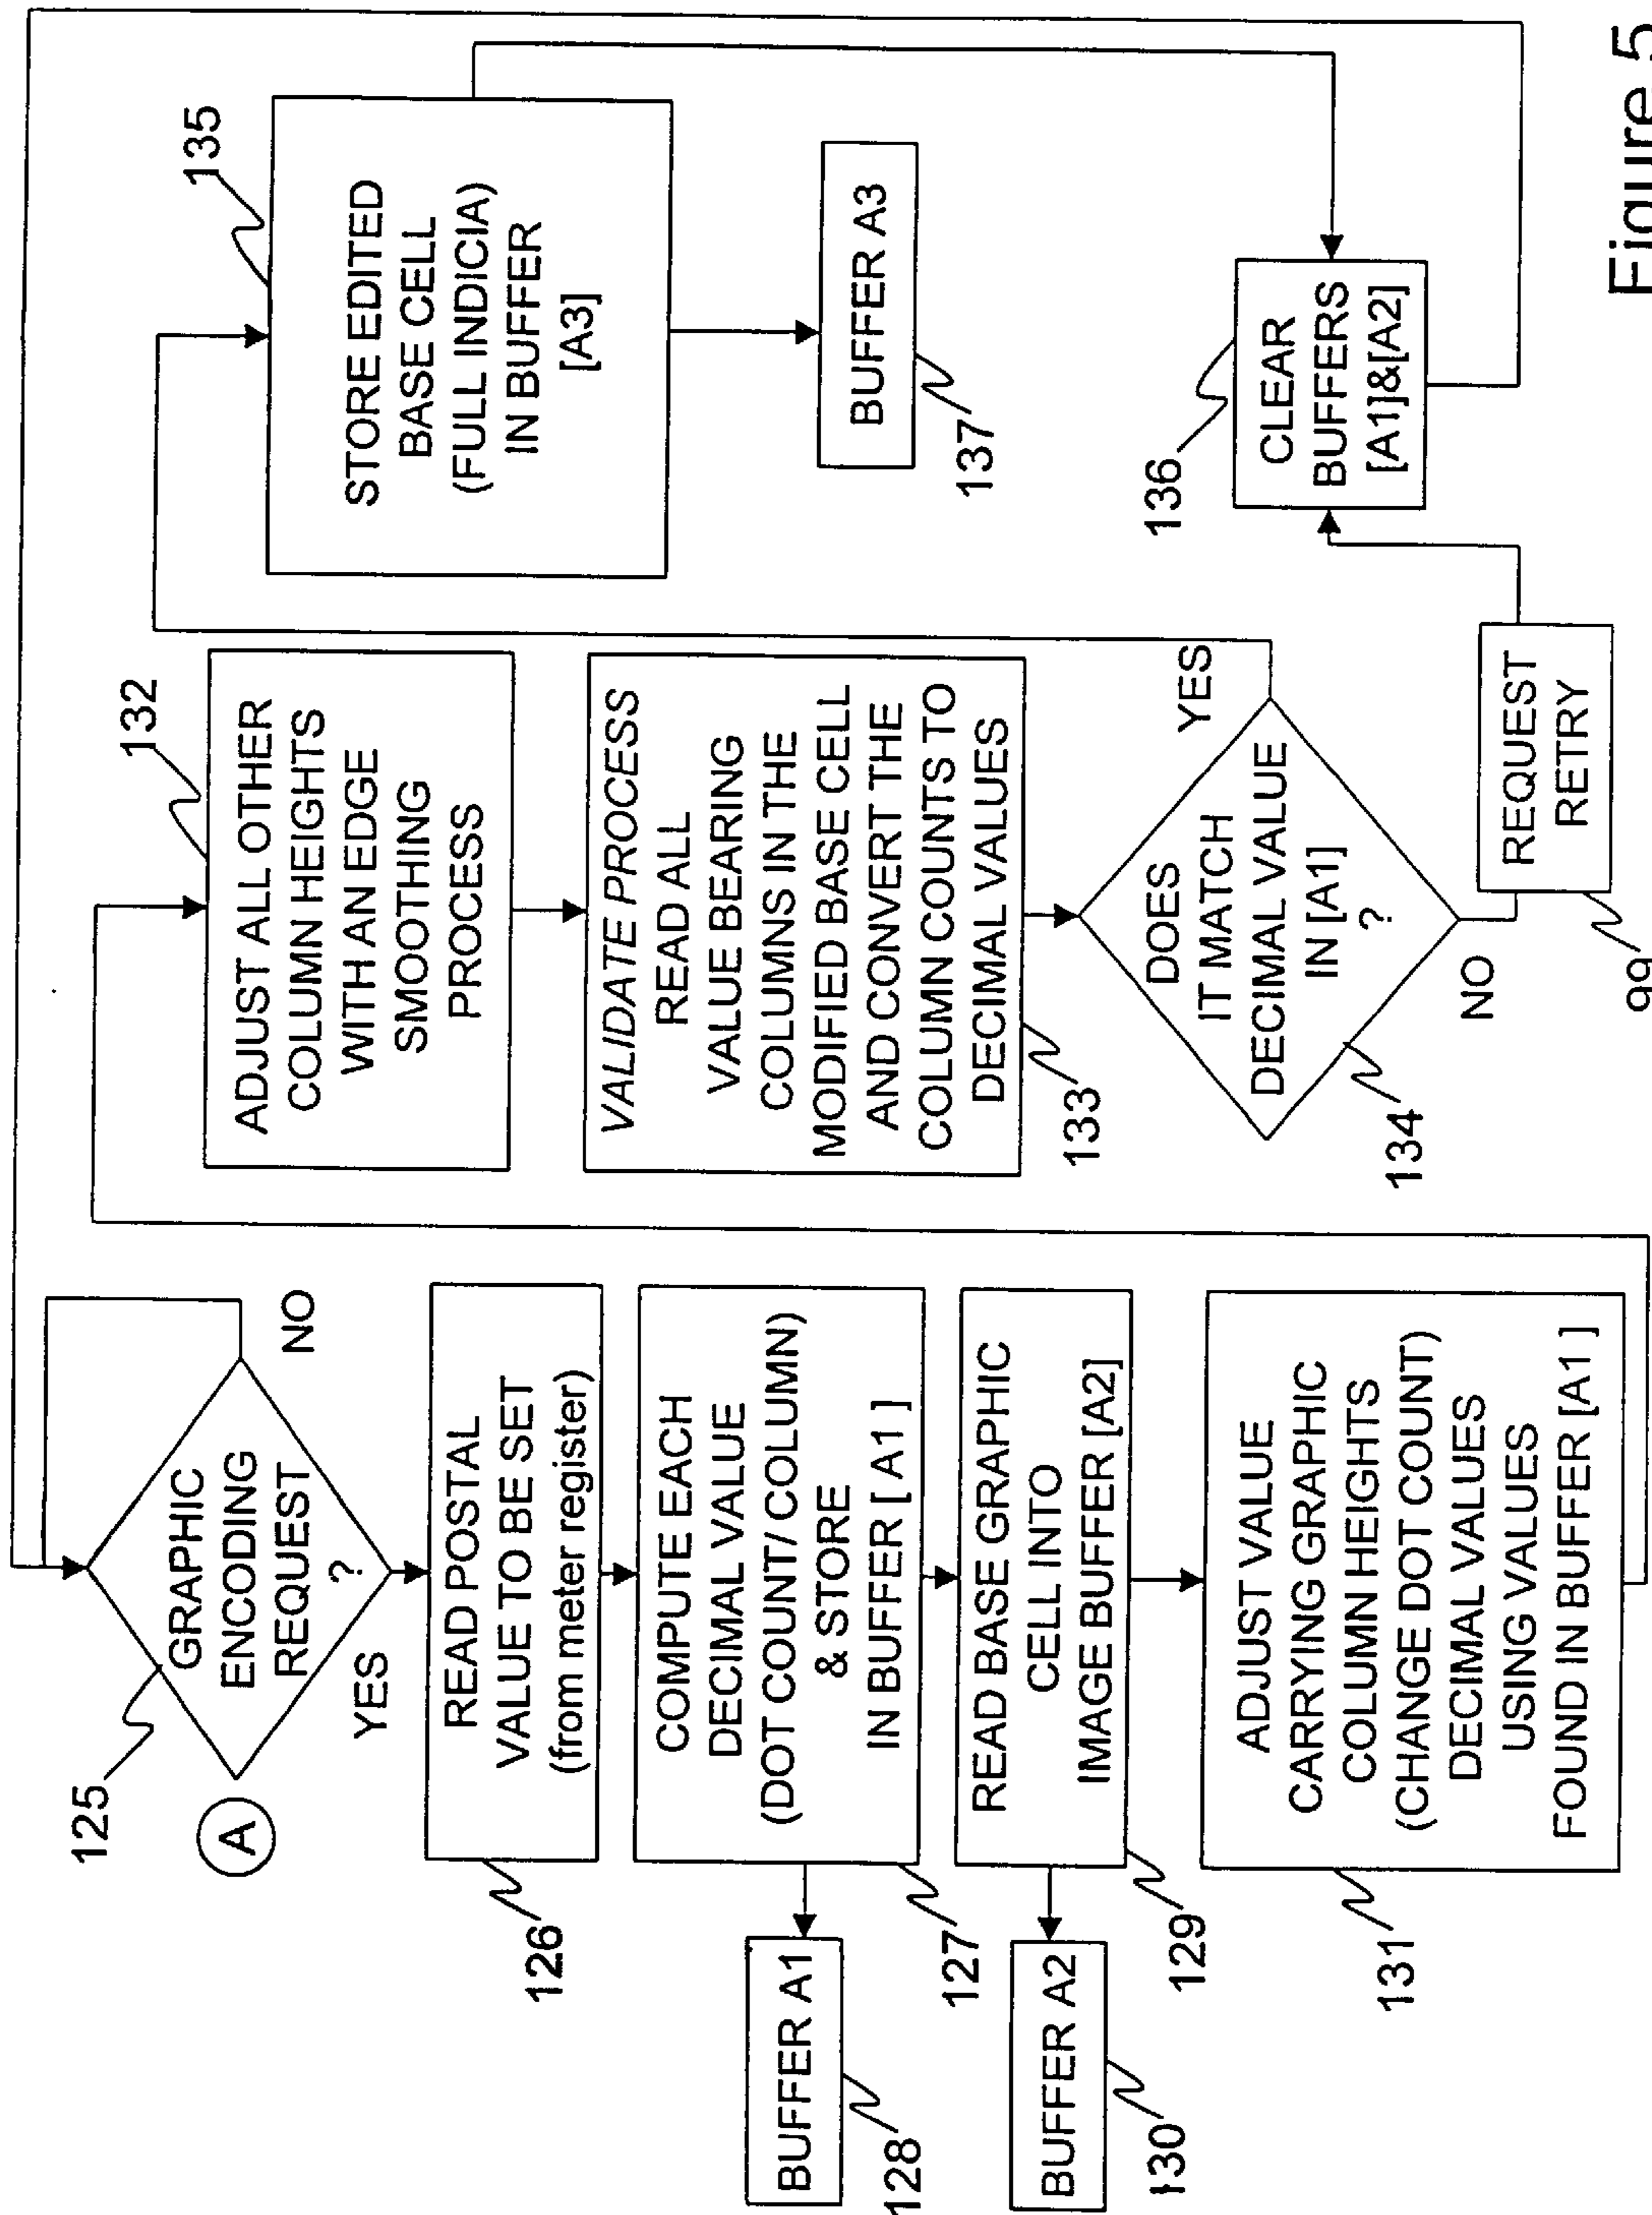 A
125
GRAPHIC
ENCODING
REQUEST
?
NO
YES
126
READ POSTAL
VALUE TO BE SET
(from meter register)
127
COMPUTE EACH
DECIMAL VALUE
(DOT COUNT/ COLUMN)
& STORE
IN BUFFER [ A1 ]
BUFFER A1
128
READ BASE GRAPHIC
CELL INTO
IMAGE BUFFER [A2]
129
BUFFER A2
130
ADJUST VALUE
CARRYING GRAPHIC
COLUMN HEIGHTS
(CHANGE DOT COUNT)
DECIMAL VALUES
USING VALUES
FOUND IN BUFFER [A1 ]
131
132
ADJUST ALL OTHER
COLUMN HEIGHTS
WITH AN EDGE
SMOOTHING
PROCESS
VALIDATE PROCESS
READ ALL
VALUE BEARING
COLUMNS IN THE
MODIFIED BASE CELL
AND CONVERT THE
COLUMN COUNTS TO
DECIMAL VALUES
133
DOES
IT MATCH
DECIMAL VALUE
IN [A1]
?
134
YES
NO
REQUEST
RETRY
99
135
STORE EDITED
BASE CELL
(FULL INDICIA)
IN BUFFER
[A3]
BUFFER A3
137
136
CLEAR
BUFFERS
[A1]&[A2]
Figure 5